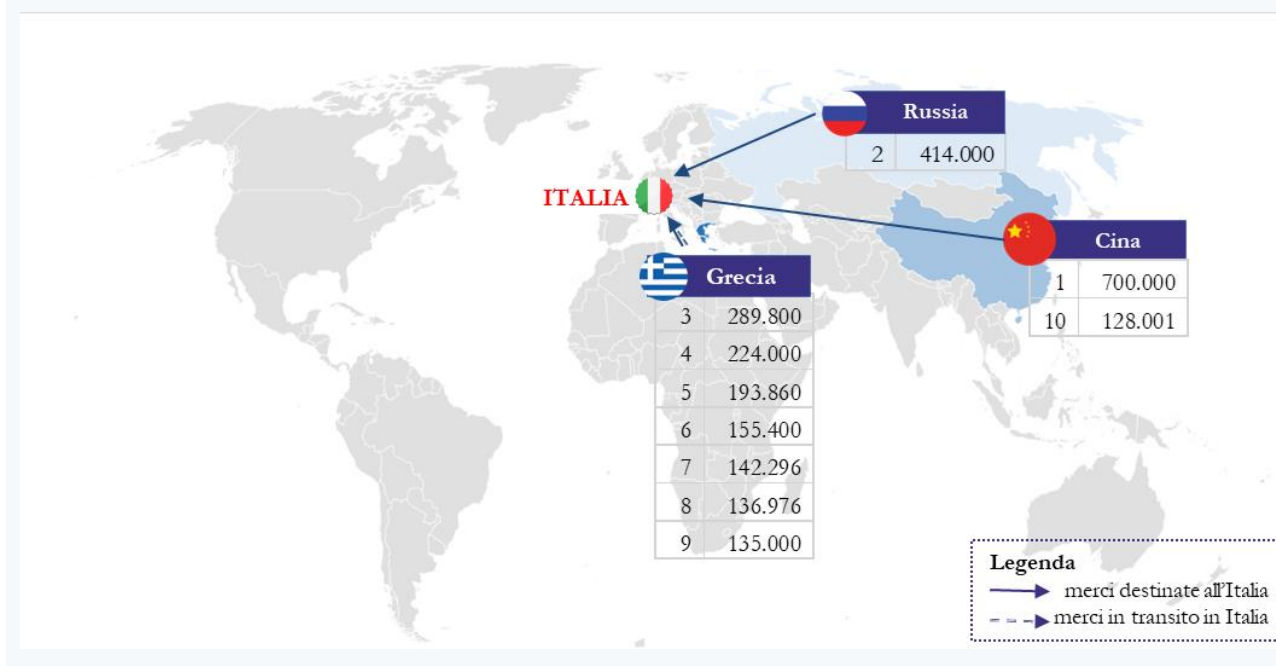 Russia
2 414.000
ITALIA
Cina
1 700.000
10 128.001
Grecia
3 289.800
4 224.000
5 193.860
6 155.400
7 142.296
8 136.976
9 135.000
Legenda
merci destinate all'Italia
merci in transito in Italia